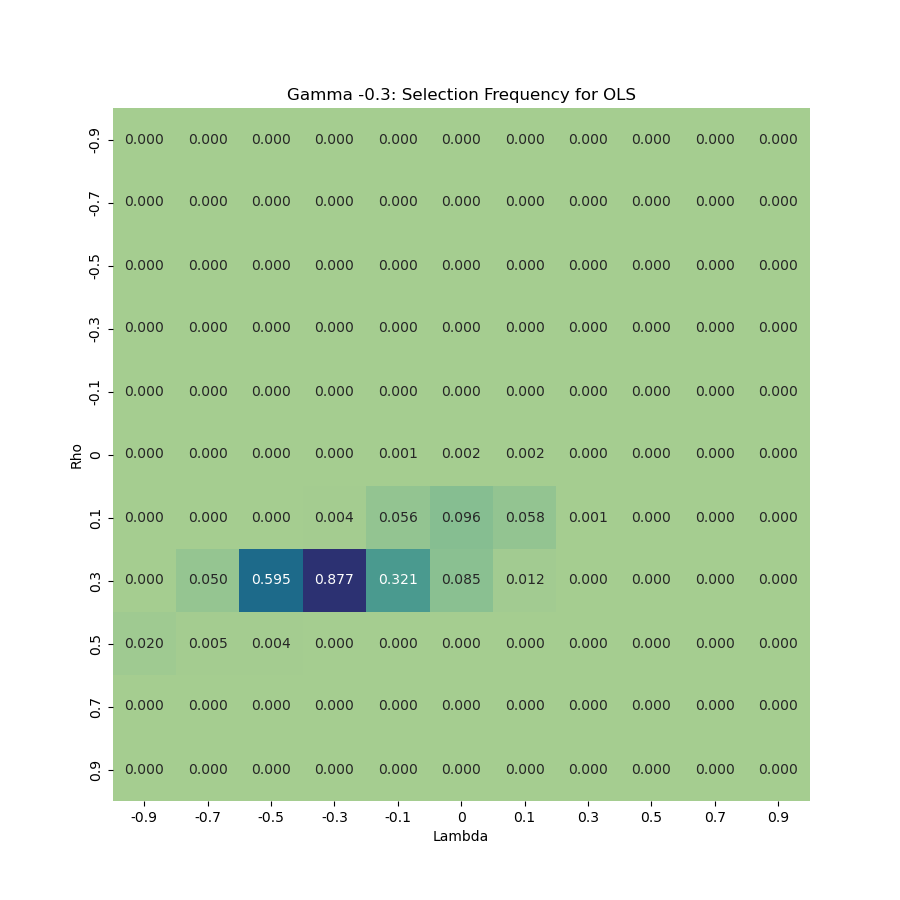 Gamma -0.3: Selection Frequency for OLS
-0.9 0.000 0.000 0.000 0.000 0.000 0.000 0.000 0.000 0.000 0.000 0.000
-0.7 0.000 0.000 0.000 0.000 0.000 0.000 0.000 0.000 0.000 0.000 0.000
-0.5 0.000 0.000 0.000 0.000 0.000 0.000 0.000 0.000 0.000 0.000 0.000
-0.3 0.000 0.000 0.000 0.000 0.000 0.000 0.000 0.000 0.000 0.000 0.000
-0.1 0.000 0.000 0.000 0.000 0.000 0.000 0.000 0.000 0.000 0.000 0.000
Rho
0 0.000 0.000 0.000 0.000 0.001 0.002 0.002 0.000 0.000 0.000 0.000
0.1 0.000 0.000 0.000 0.004 0.056 0.096 0.058 0.001 0.000 0.000 0.000
0.3 0.000 0.050 0.595 0.877 0.321 0.085 0.012 0.000 0.000 0.000 0.000
0.5 0.020 0.005 0.004 0.000 0.000 0.000 0.000 0.000 0.000 0.000 0.000
0.7 0.000 0.000 0.000 0.000 0.000 0.000 0.000 0.000 0.000 0.000 0.000
0.9 0.000 0.000 0.000 0.000 0.000 0.000 0.000 0.000 0.000 0.000 0.000
-0.9 -0.7 -0.5 -0.3 -0.1 0 0.1 0.3 0.5 0.7 0.9
Lambda